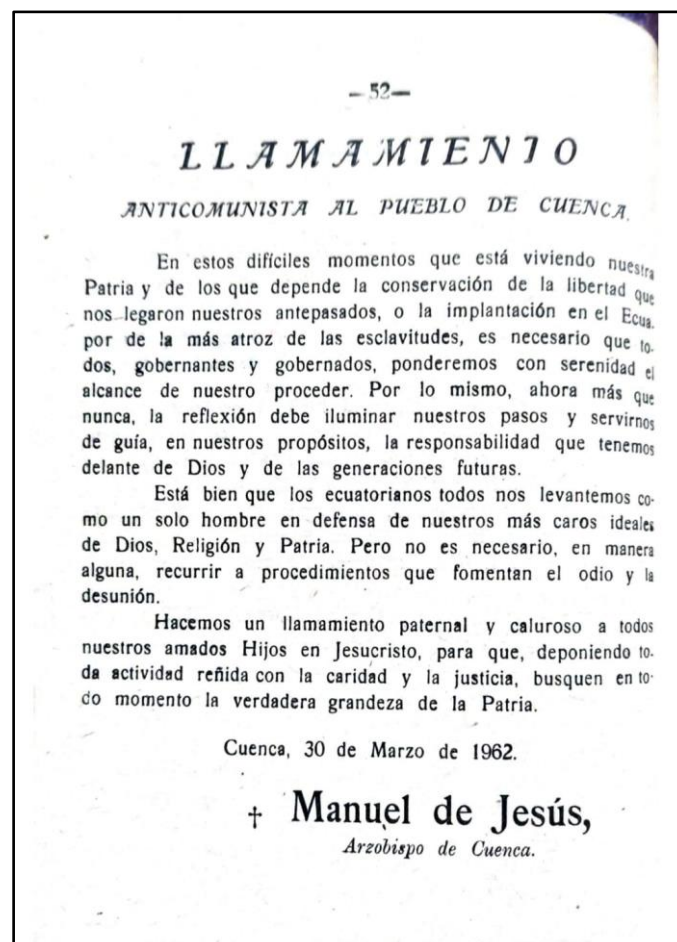 —52—
LLAMAMIENTO
ANTICOMUNISTA AL PUEBLO DE CUENCA.
En estos difíciles momentos que está viviendo nuestra
Patria y de los que depende la conservación de la libertad que
nos legaron nuestros antepasados, o la implantación en el Ecua-
por de la más atroz de las esclavitudes, es necesario que to-
dos, gobernantes y gobernados, ponderemos con serenidad el
alcance de nuestro proceder. Por lo mismo, ahora más que
nunca, la reflexión debe iluminar nuestros pasos y servirnos
de guía, en nuestros propósitos, la responsabilidad que tenemos
delante de Dios y de las generaciones futuras.
Está bien que los ecuatorianos todos nos levantemos co-
mo un solo hombre en defensa de nuestros más caros ideales
de Dios, Religión y Patria. Pero no es necesario, en manera
alguna, recurrir a procedimientos que fomentan el odio y la
desunión.
Hacemos un llamamiento paternal y caluroso a todos
nuestros amados Hijos en Jesucristo, para que, deponiendo to-
da actividad reñida con la caridad y la justicia, busquen en to-
do momento la verdadera grandeza de la Patria.
Cuenca, 30 de Marzo de 1962.
† Manuel de Jesús,
Arzobispo de Cuenca.